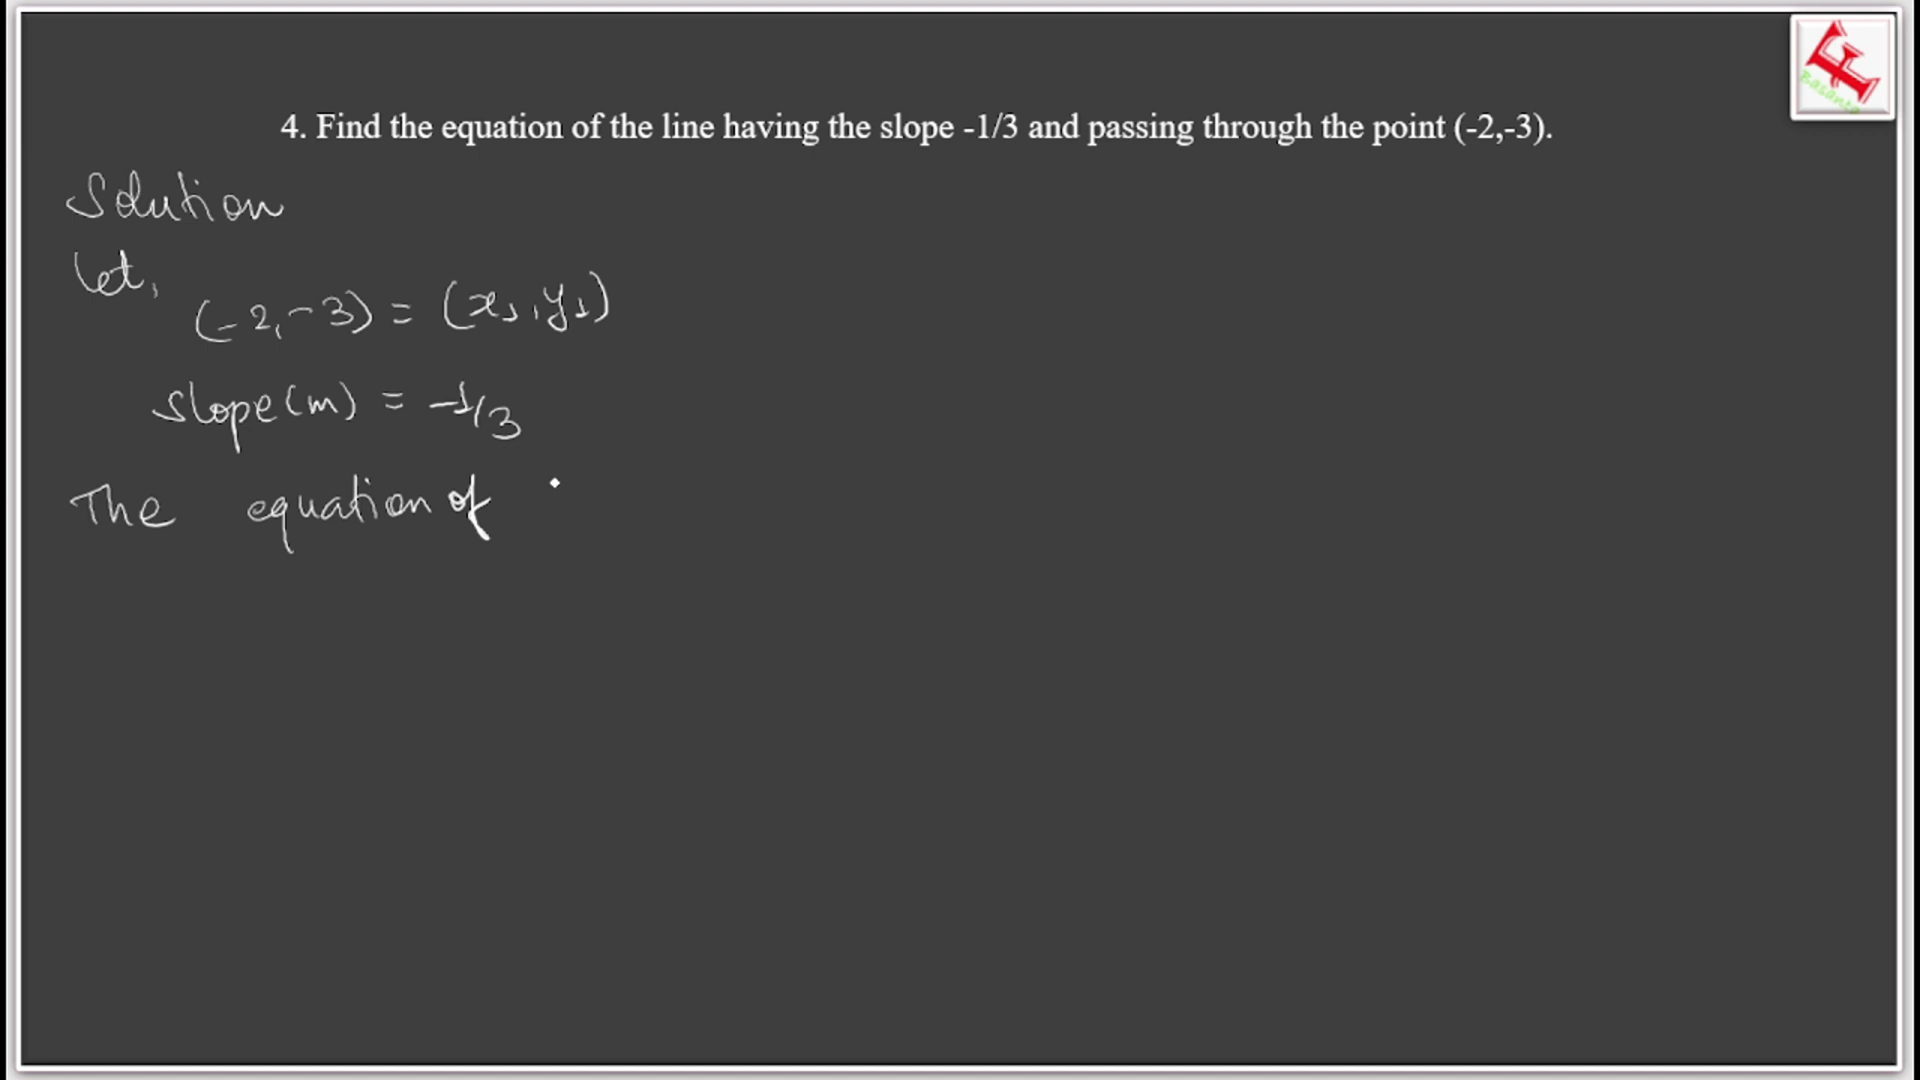 4. Find the equation of the line having the slope -1/3 and passing through the point (-2,-3).
Solution
Let,
(-2,-3) = (x₁,y₁)
slope(m) = -1/3
The equation of
Basanta